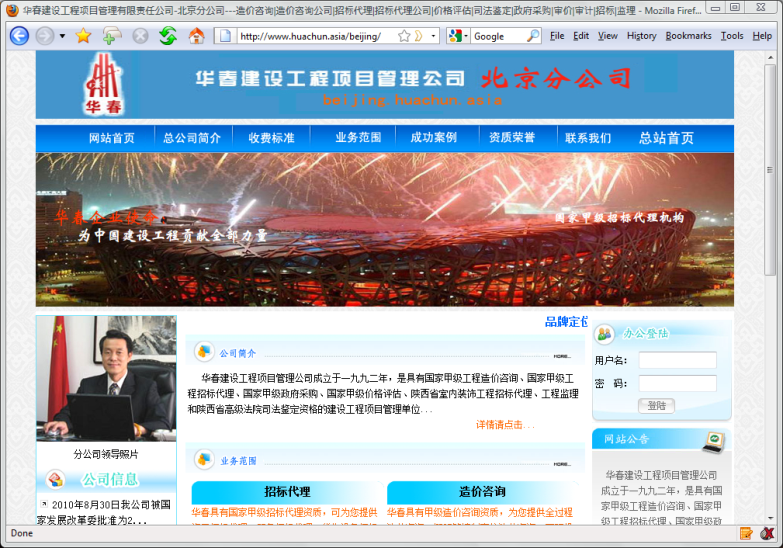 华春建设工程项目管理有限责任公司-北京分公司---造价咨询|造价咨询公司|招标代理|招标代理公司|价格评估|司法鉴定|政府采购|审价|审计|招标|监理 - Mozilla Firef...
http://www.huachun.asia/beijing/
Google
File Edit View History Bookmarks Tools Help
华春
华春建设工程项目管理公司 北京分公司
beijing.huachun.asia
网站首页 总公司简介 收费标准 业务范围 成功案例 资质荣誉 联系我们 总站首页
华春企业使命
为中国建设工程贡献全部力量
国家甲级招标代理机构
品牌定位
分公司领导照片
公司信息
2010年8月30日我公司被国
家发展改革委批准为2...
公司简介
MORE...
华春建设工程项目管理公司成立于一九九二年，是具有国家甲级工程造价咨询、国家甲级工
程招标代理、国家甲级政府采购、国家甲级价格评估、陕西省室内装饰工程招标代理、工程监理
和陕西省高级法院司法鉴定资格的建设工程项目管理单位...
详情请点击...
业务范围
MORE...
招标代理
华春具有国家甲级招标代理资质，可为您提供
造价咨询
华春具有甲级造价咨询资质，为您提供全过程
办公登陆
用户名：
密 码：
登陆
网站公告
华春建设工程项目管理公司
成立于一九九二年，是具有国
家甲级工程造价咨询、国家甲
级工程招标代理、国家甲级政
Done